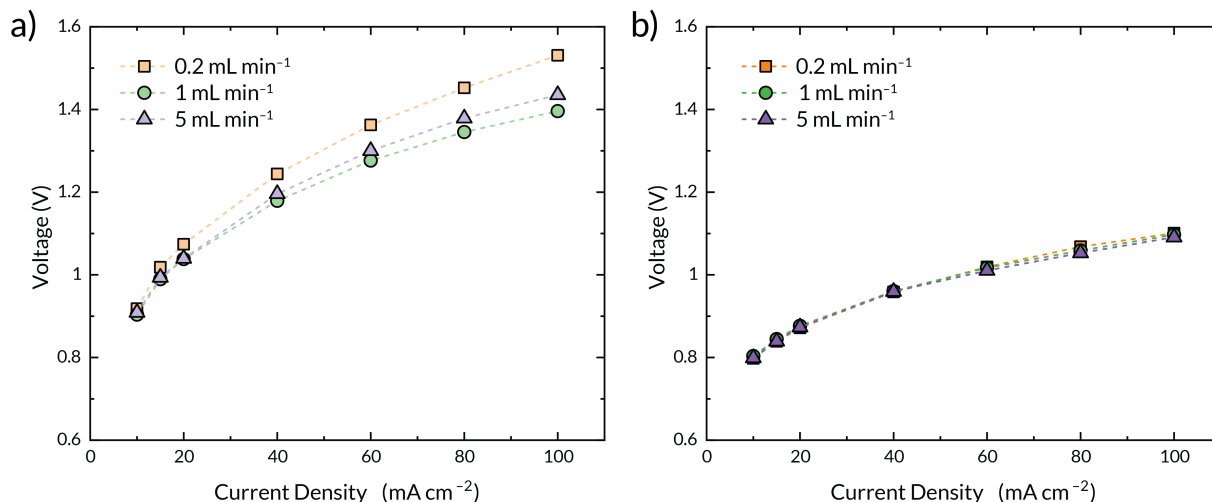 a)
1.6
1.4
1.2
1
0.8
0.6
Voltage (V)
0.2 mL min⁻¹
1 mL min⁻¹
5 mL min⁻¹
0 20 40 60 80 100
Current Density (mA cm⁻²)
b)
1.6
1.4
1.2
1
0.8
0.6
Voltage (V)
0.2 mL min⁻¹
1 mL min⁻¹
5 mL min⁻¹
0 20 40 60 80 100
Current Density (mA cm⁻²)